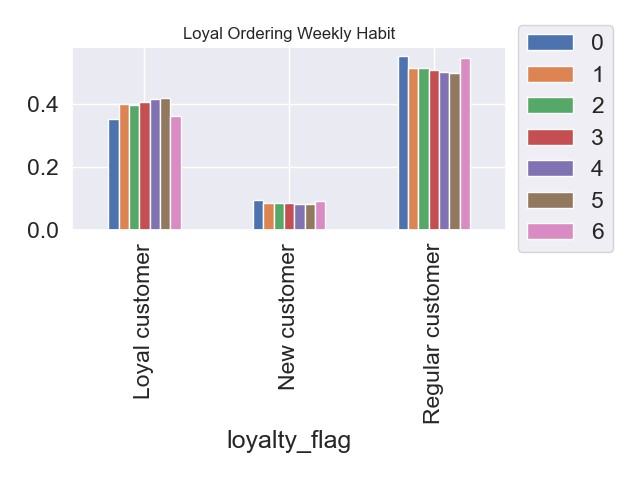 Loyal Ordering Weekly Habit
0.4
0.2
0.0
Loyal customer
New customer
Regular customer
loyalty_flag
0
1
2
3
4
5
6